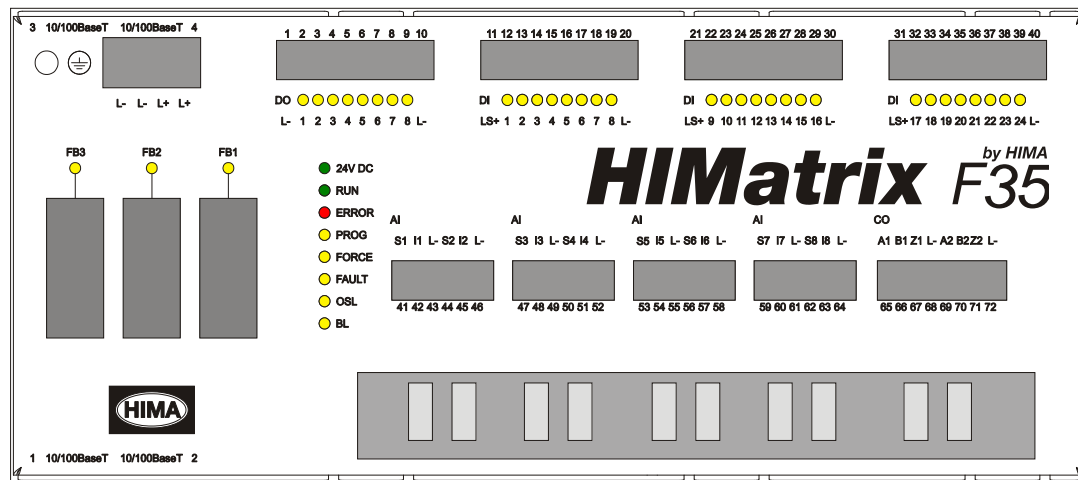 3 10/100BaseT 10/100BaseT 4
L- L- L+ L+
1 2 3 4 5 6 7 8 9 10
DO
L- 1 2 3 4 5 6 7 8 L-
11 12 13 14 15 16 17 18 19 20
DI
LS+ 1 2 3 4 5 6 7 8 L-
21 22 23 24 25 26 27 28 29 30
DI
LS+ 9 10 11 12 13 14 15 16 L-
31 32 33 34 35 36 37 38 39 40
DI
LS+ 17 18 19 20 21 22 23 24 L-
FB3 FB2 FB1
24V DC
RUN
ERROR
PROG
FORCE
FAULT
OSL
BL
by HIMA
HIMatrix F35
AI
S1 I1 L- S2 I2 L-
41 42 43 44 45 46
AI
S3 I3 L- S4 I4 L-
47 48 49 50 51 52
AI
S5 I5 L- S6 I6 L-
53 54 55 56 57 58
AI
S7 I7 L- S8 I8 L-
59 60 61 62 63 64
CO
A1 B1 Z1 L- A2 B2 Z2 L-
65 66 67 68 69 70 71 72
HIMA
1 10/100BaseT 10/100BaseT 2